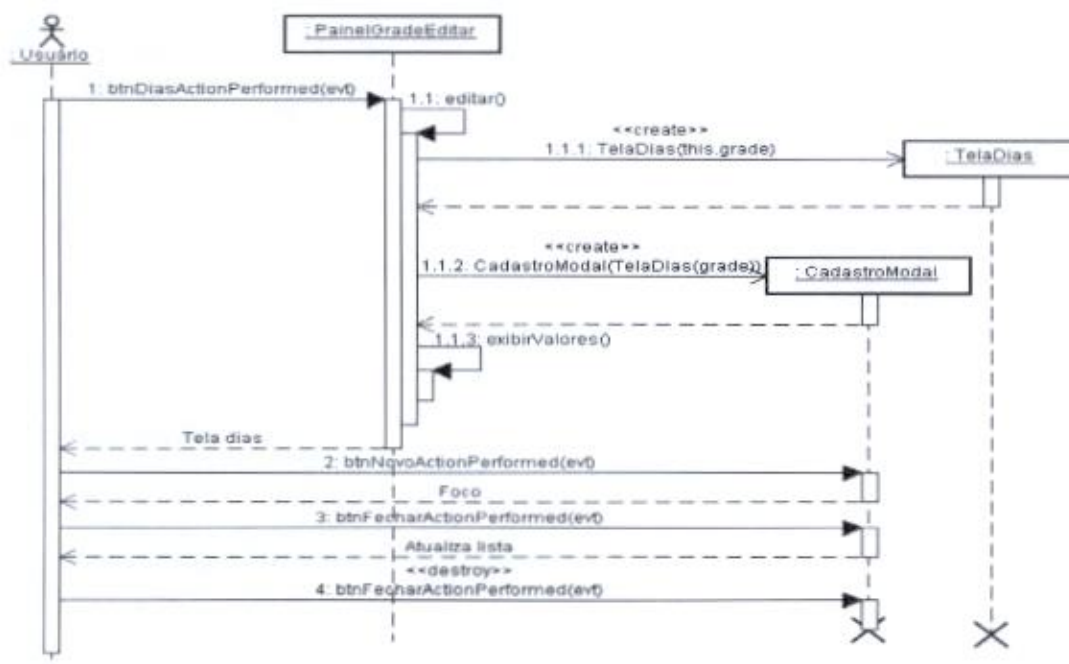 : PainelGradeEditar
: Usuário
1: btnDiasActionPerformed(evt)
1.1: editar()
<<create>>
1.1.1: TelaDias(this.grade)
: TelaDias
<<create>>
1.1.2: CadastroModal(TelaDias(grade))
: CadastroModal
1.1.3: exibirValores()
Tela dias
2: btnNovoActionPerformed(evt)
Foco
3: btnFecharActionPerformed(evt)
Atualiza lista
<<destroy>>
4: btnFecharActionPerformed(evt)